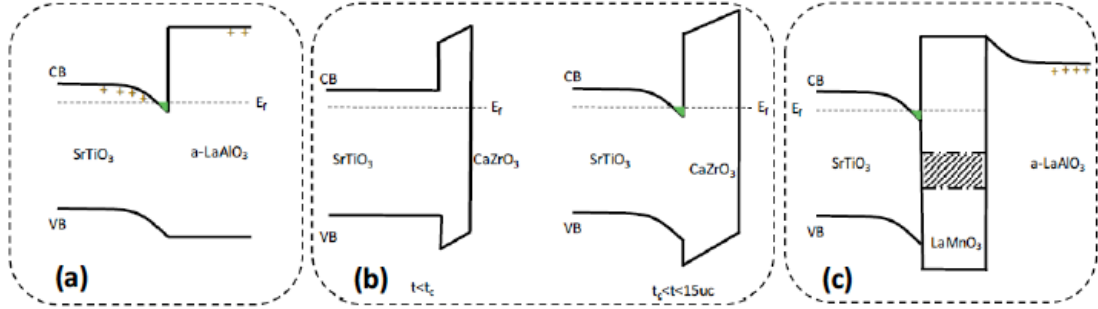 (a)
CB
+ + + +
+ +
E_f
SrTiO₃
a-LaAlO₃
VB
(b)
CB
E_f
SrTiO₃
CaZrO₃
VB
t<t_c
CB
E_f
SrTiO₃
CaZrO₃
VB
t_c<t<15uc
(c)
CB
E_f
++++
SrTiO₃
a-LaAlO₃
VB
LaMnO₃